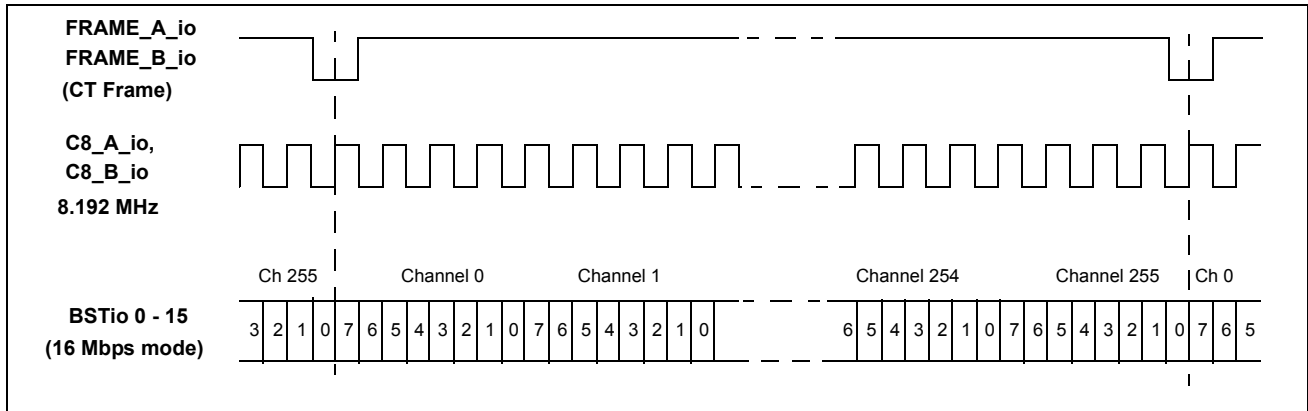 FRAME_A_io
FRAME_B_io
(CT Frame)
C8_A_io,
C8_B_io
8.192 MHz
Ch 255 Channel 0 Channel 1 Channel 254 Channel 255 Ch 0
BSTio 0 - 15
(16 Mbps mode)
3 2 1 0 7 6 5 4 3 2 1 0 7 6 5 4 3 2 1 0 6 5 4 3 2 1 0 7 6 5 4 3 2 1 0 7 6 5